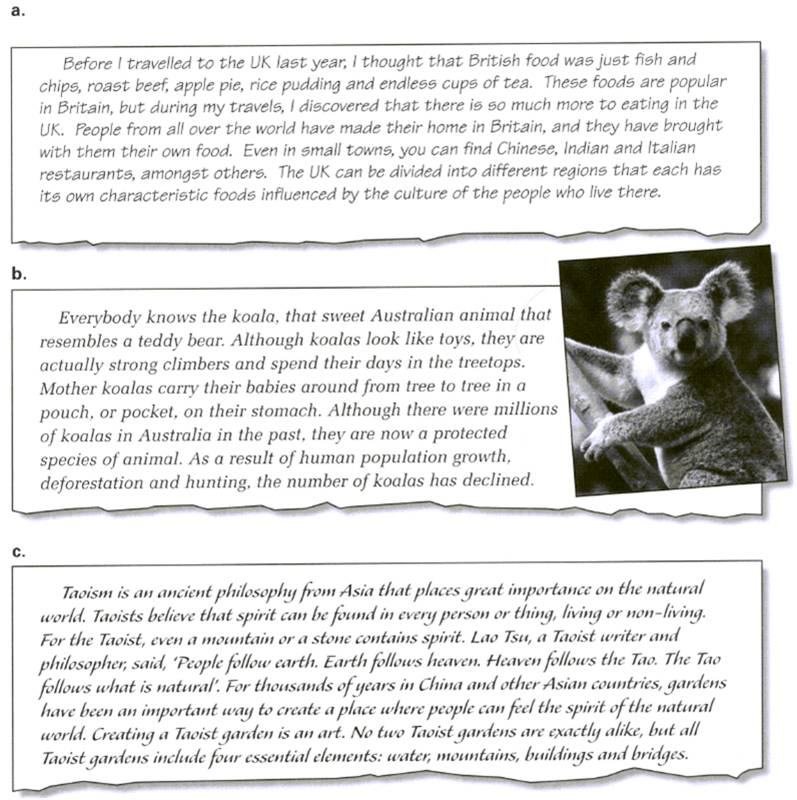 a.
Before I travelled to the UK last year, I thought that British food was just fish and
chips, roast beef, apple pie, rice pudding and endless cups of tea. These foods are popular
in Britain, but during my travels, I discovered that there is so much more to eating in the
UK. People from all over the world have made their home in Britain, and they have brought
with them their own food. Even in small towns, you can find Chinese, Indian and Italian
restaurants, amongst others. The UK can be divided into different regions that each has
its own characteristic foods influenced by the culture of the people who live there.
b.
Everybody knows the koala, that sweet Australian animal that
resembles a teddy bear. Although koalas look like toys, they are
actually strong climbers and spend their days in the treetops.
Mother koalas carry their babies around from tree to tree in a
pouch, or pocket, on their stomach. Although there were millions
of koalas in Australia in the past, they are now a protected
species of animal. As a result of human population growth,
deforestation and hunting, the number of koalas has declined.
c.
Taoism is an ancient philosophy from Asia that places great importance on the natural
world. Taoists believe that spirit can be found in every person or thing, living or non-living.
For the Taoist, even a mountain or a stone contains spirit. Lao Tsu, a Taoist writer and
philosopher, said, ‘People follow earth. Earth follows heaven. Heaven follows the Tao. The Tao
follows what is natural’. For thousands of years in China and other Asian countries, gardens
have been an important way to create a place where people can feel the spirit of the natural
world. Creating a Taoist garden is an art. No two Taoist gardens are exactly alike, but all
Taoist gardens include four essential elements: water, mountains, buildings and bridges.